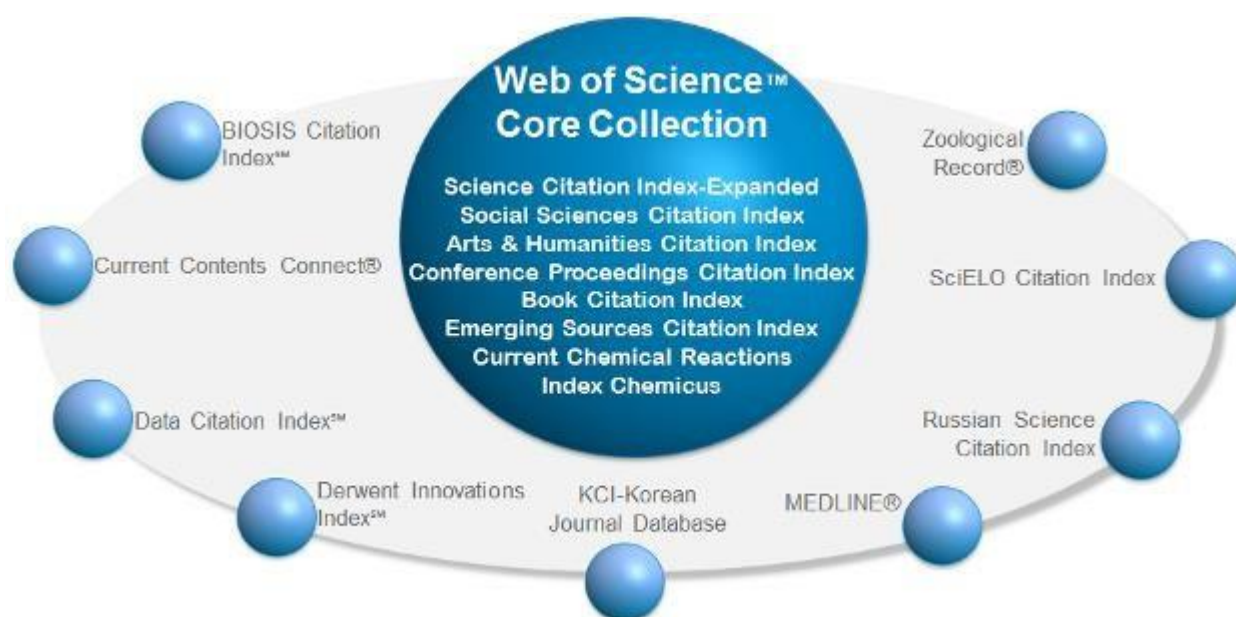 Web of Science™
Core Collection
Science Citation Index-Expanded
Social Sciences Citation Index
Arts & Humanities Citation Index
Conference Proceedings Citation Index
Book Citation Index
Emerging Sources Citation Index
Current Chemical Reactions
Index Chemicus
BIOSIS Citation
Index℠
Current Contents Connect®
Data Citation Index℠
Derwent Innovations
Index℠
KCI-Korean
Journal Database
MEDLINE®
Russian Science
Citation Index
SciELO Citation Index
Zoological
Record®